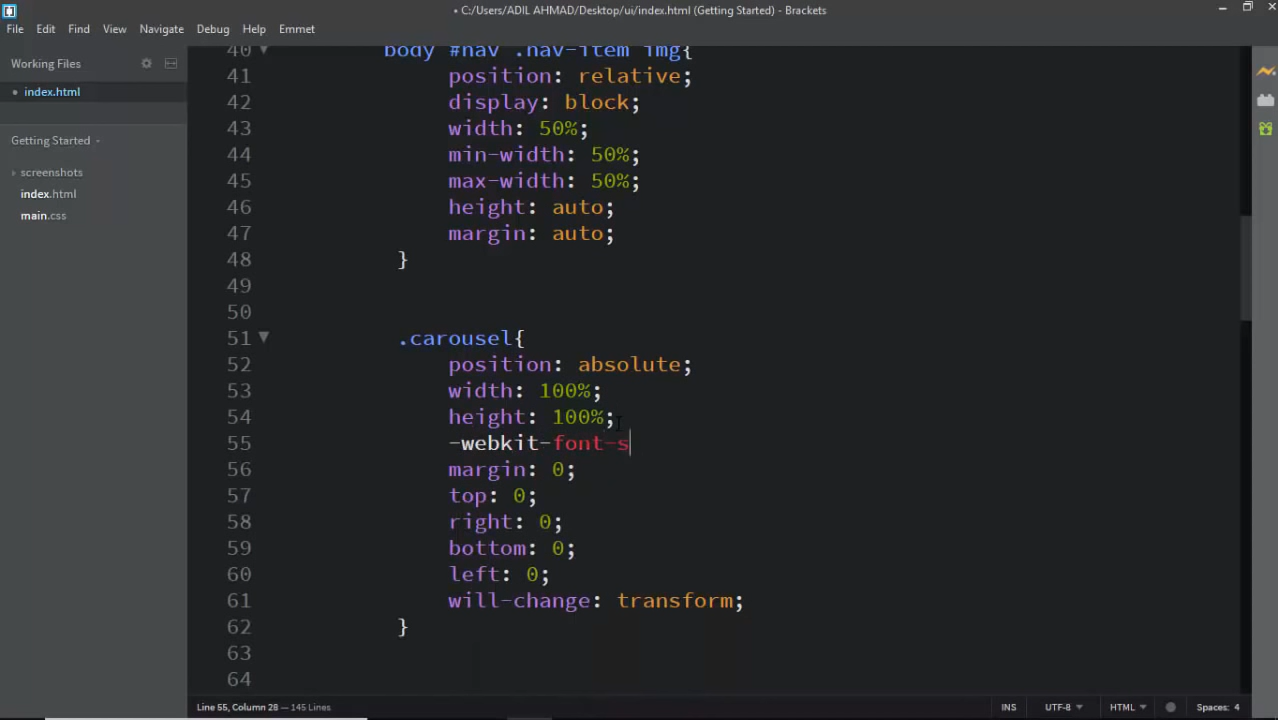 • C:/Users/ADIL AHMAD/Desktop/ui/index.html (Getting Started) - Brackets
File Edit Find View Navigate Debug Help Emmet
Working Files
• index.html
Getting Started
screenshots
index.html
main.css
40 body #nav .nav-item img{
41 position: relative;
42 display: block;
43 width: 50%;
44 min-width: 50%;
45 max-width: 50%;
46 height: auto;
47 margin: auto;
48 }
49
50
51 .carousel{
52 position: absolute;
53 width: 100%;
54 height: 100%;
55 -webkit-font-s
56 margin: 0;
57 top: 0;
58 right: 0;
59 bottom: 0;
60 left: 0;
61 will-change: transform;
62 }
63
64
Line 55, Column 28 — 145 Lines
INS UTF-8 HTML Spaces: 4